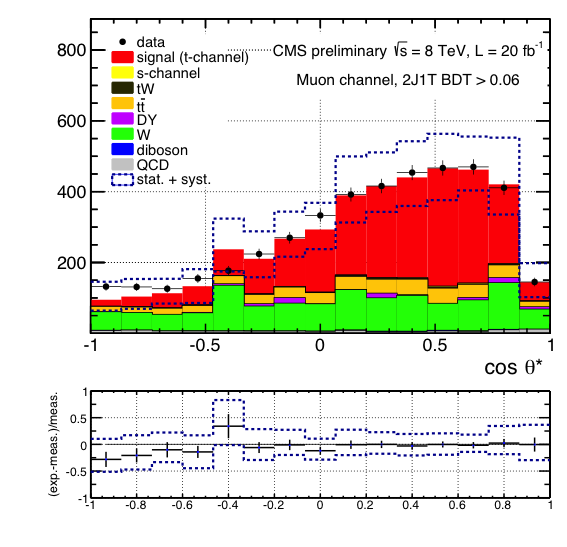 800
600
400
200
data
signal (t-channel)
s-channel
tW
tt̄
DY
W
diboson
QCD
stat. + syst.
CMS preliminary √s = 8 TeV, L = 20 fb⁻¹
Muon channel, 2J1T BDT > 0.06
-1 -0.5 0 0.5 1
cos θ*
(exp.-meas.)/meas.
1
0.5
0
-0.5
-1
-1 -0.8 -0.6 -0.4 -0.2 0 0.2 0.4 0.6 0.8 1